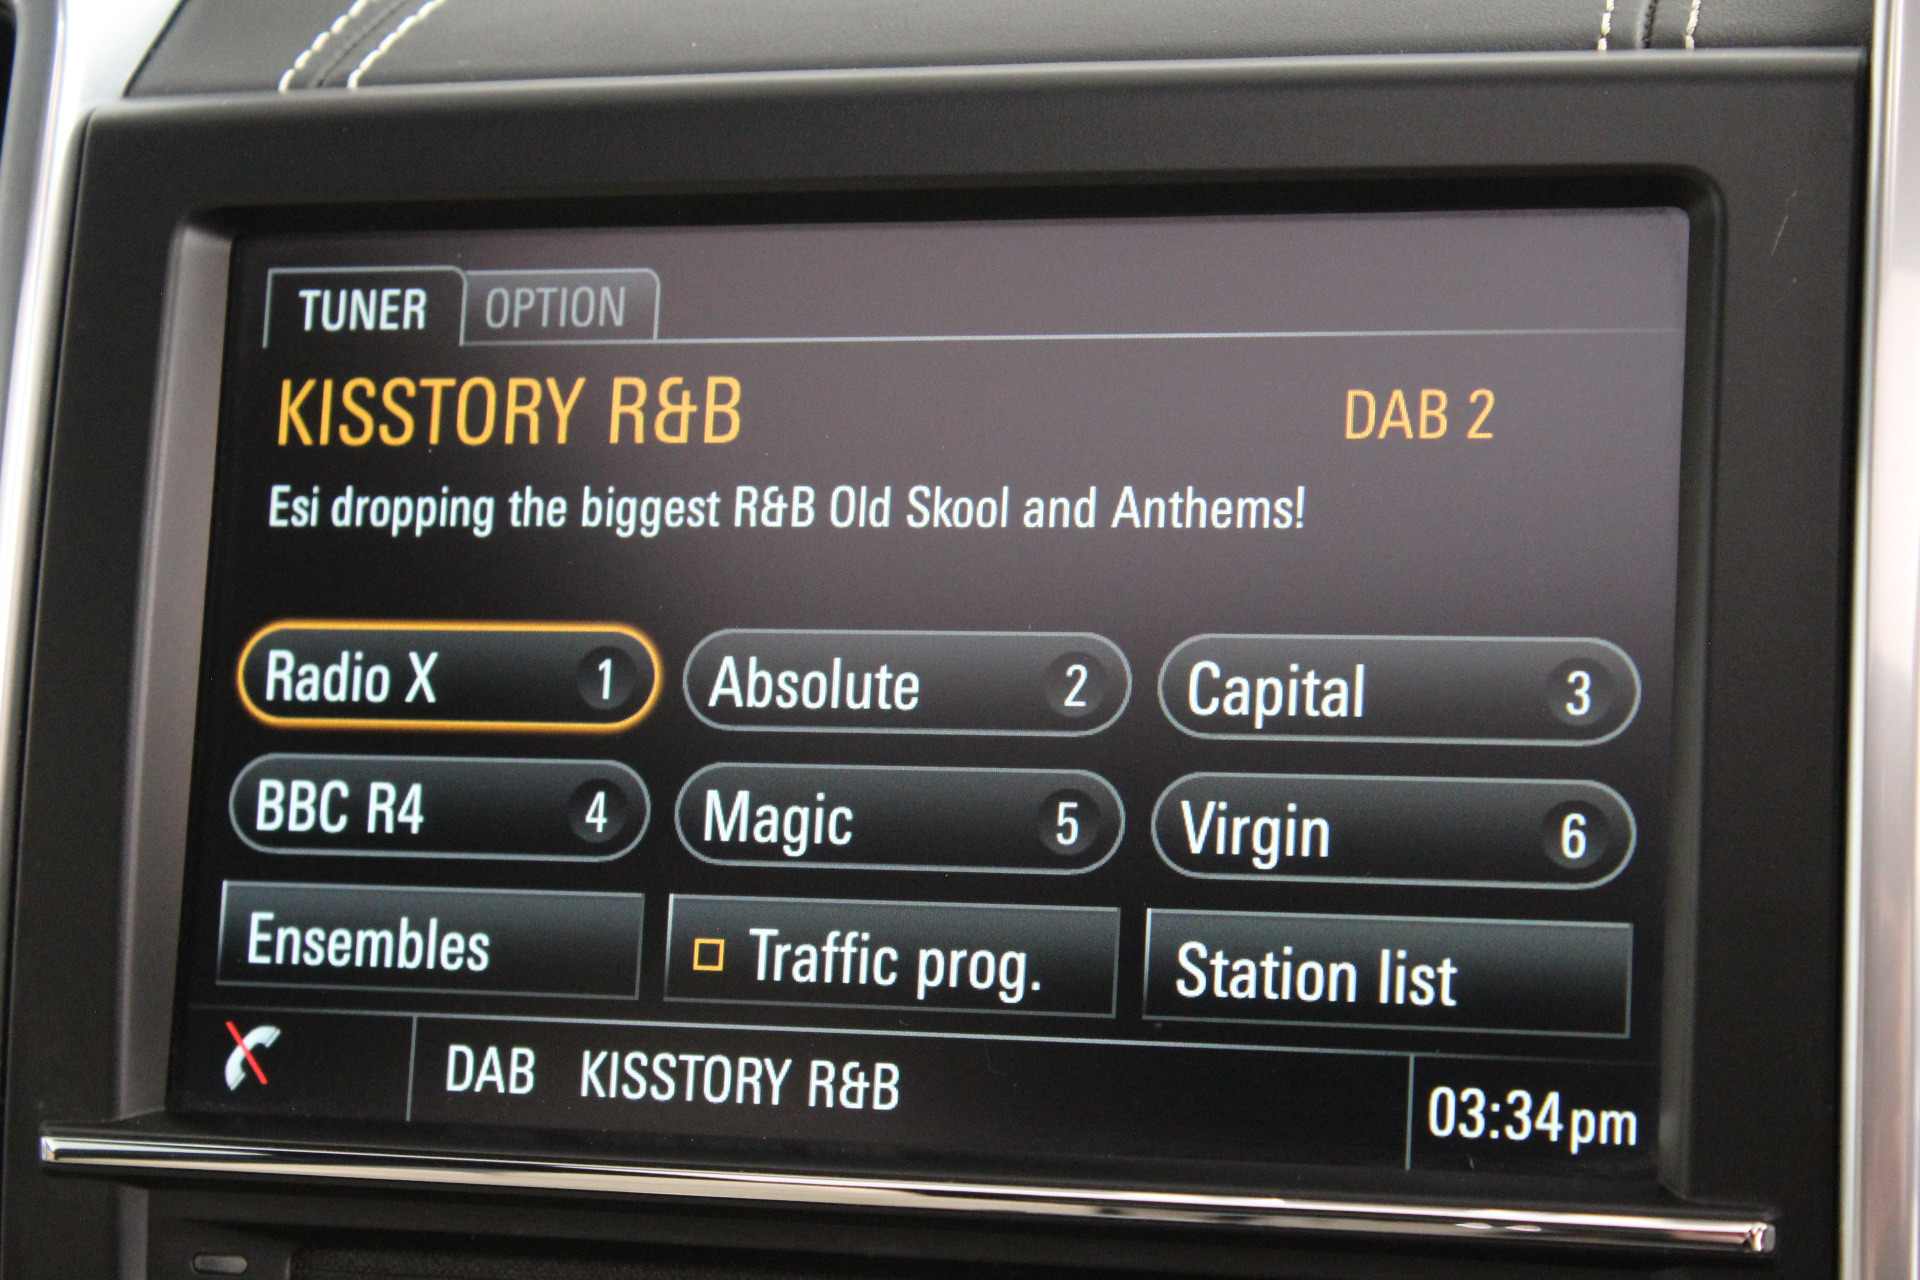 TUNER OPTION
KISSTORY R&B DAB 2
Esi dropping the biggest R&B Old Skool and Anthems!
Radio X 1 Absolute 2 Capital 3
BBC R4 4 Magic 5 Virgin 6
Ensembles Traffic prog. Station list
DAB KISSTORY R&B 03:34pm